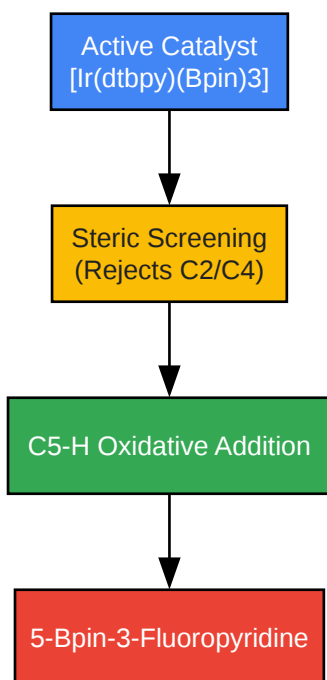 Active Catalyst
[Ir(dtbpy)(Bpin)3]
Steric Screening
(Rejects C2/C4)
C5-H Oxidative Addition
5-Bpin-3-Fluoropyridine